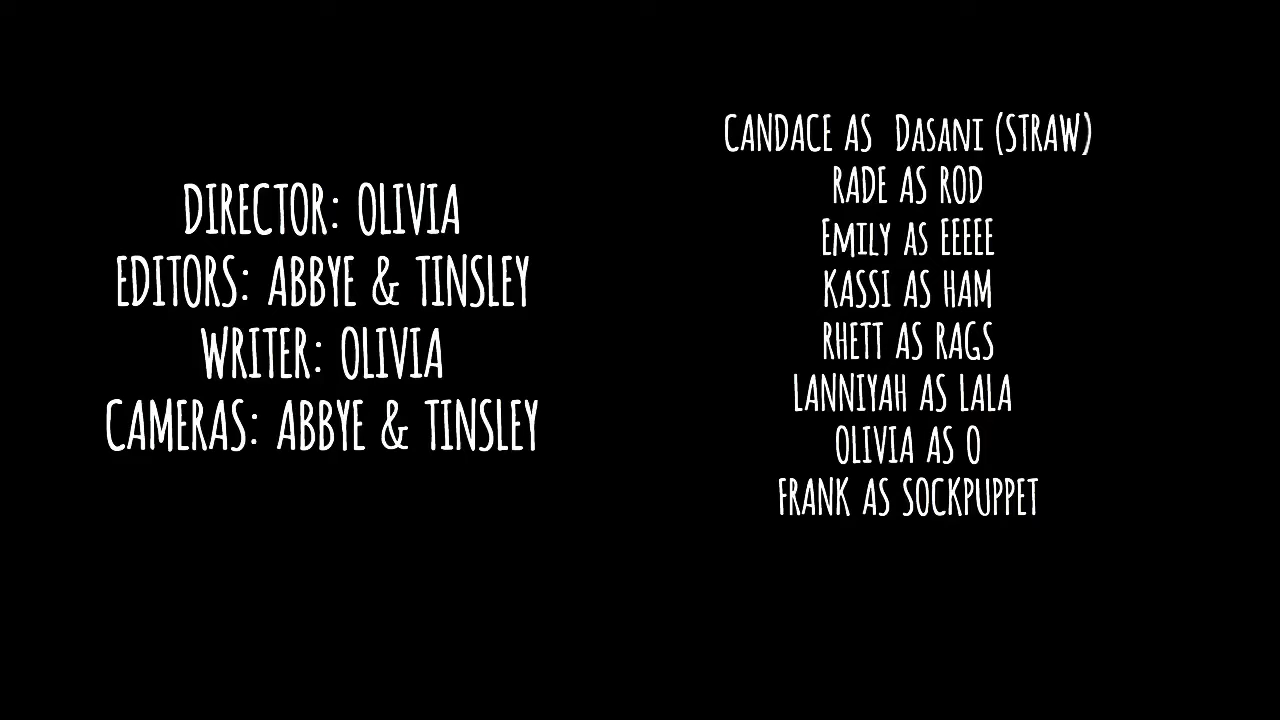 DIRECTOR: OLIVIA
EDITORS: ABBYE & TINSLEY
WRITER: OLIVIA
CAMERAS: ABBYE & TINSLEY
CANDACE AS DASANI (STRAW)
RADE AS ROD
EMILY AS EEEEE
KASSI AS HAM
RHETT AS RAGS
LANNIYAH AS LALA
OLIVIA AS O
FRANK AS SOCKPUPPET